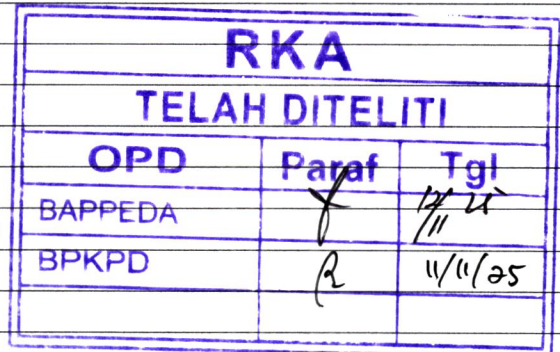 RKA
TELAH DITELITI
OPD Paraf Tgl
BAPPEDA
BPKPD 11/11/25